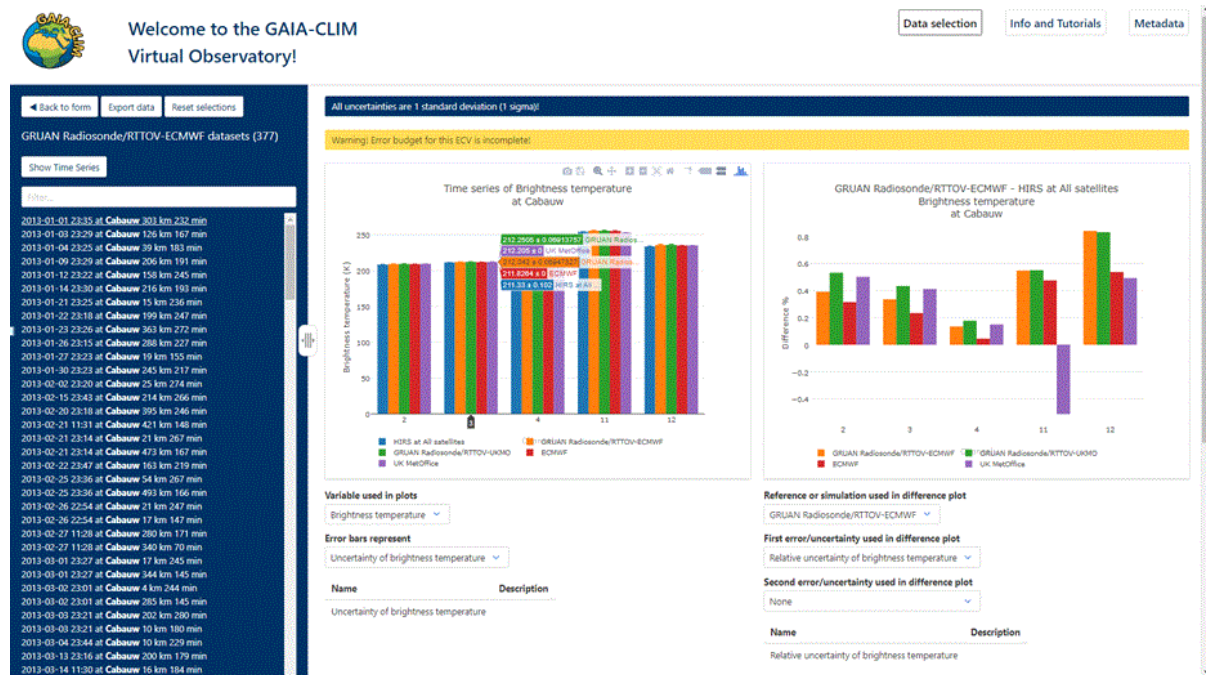 GAIA
CLIM
Welcome to the GAIA-CLIM
Virtual Observatory!
Data selection
Info and Tutorials
Metadata
◀ Back to form
Export data
Reset selections
GRUAN Radiosonde/RTTOV-ECMWF datasets (377)
Show Time Series
Filter...
2013-01-01 23:35 at Cabauw 303 km 232 min
2013-01-03 23:29 at Cabauw 126 km 167 min
2013-01-04 23:25 at Cabauw 39 km 183 min
2013-01-09 23:29 at Cabauw 206 km 191 min
2013-01-12 23:22 at Cabauw 158 km 245 min
2013-01-14 23:30 at Cabauw 216 km 193 min
2013-01-21 23:25 at Cabauw 15 km 236 min
2013-01-22 23:18 at Cabauw 199 km 247 min
2013-01-23 23:26 at Cabauw 363 km 272 min
2013-01-26 23:15 at Cabauw 288 km 227 min
2013-01-27 23:23 at Cabauw 19 km 155 min
2013-01-30 23:23 at Cabauw 245 km 217 min
2013-02-02 23:20 at Cabauw 25 km 274 min
2013-02-15 23:43 at Cabauw 214 km 266 min
2013-02-20 23:18 at Cabauw 395 km 246 min
2013-02-21 11:31 at Cabauw 421 km 148 min
2013-02-21 23:14 at Cabauw 21 km 267 min
2013-02-21 23:14 at Cabauw 473 km 167 min
2013-02-22 23:47 at Cabauw 163 km 219 min
2013-02-25 23:36 at Cabauw 54 km 267 min
2013-02-25 23:36 at Cabauw 493 km 166 min
2013-02-26 22:54 at Cabauw 21 km 247 min
2013-02-26 22:54 at Cabauw 17 km 147 min
2013-02-27 11:28 at Cabauw 280 km 171 min
2013-02-27 11:28 at Cabauw 340 km 70 min
2013-03-01 23:27 at Cabauw 17 km 245 min
2013-03-01 23:27 at Cabauw 344 km 145 min
2013-03-02 23:01 at Cabauw 4 km 244 min
2013-03-02 23:01 at Cabauw 285 km 145 min
2013-03-03 23:21 at Cabauw 202 km 280 min
2013-03-03 23:21 at Cabauw 10 km 180 min
2013-03-04 23:44 at Cabauw 10 km 229 min
2013-03-13 23:16 at Cabauw 200 km 179 min
2013-03-14 11:30 at Cabauw 16 km 184 min
All uncertainties are 1 standard deviation (1 sigma)!
Warning! Error budget for this ECV is incomplete!
Time series of Brightness temperature
at Cabauw
Brightness temperature (K)
250
200
150
100
50
0
212.2505 ± 0.06913757 GRUAN Radios...
212.205 ± 0 UK MetOffice
212.042 ± 0.06947827 GRUAN Radios...
211.8264 ± 0 ECMWF
211.33 ± 0.102 HIRS at All ...
2 3 4 11 12
HIRS at All satellites
GRUAN Radiosonde/RTTOV-ECMWF
GRUAN Radiosonde/RTTOV-UKMO
ECMWF
UK MetOffice
GRUAN Radiosonde/RTTOV-ECMWF - HIRS at All satellites
Brightness temperature
at Cabauw
Difference %
0.8
0.6
0.4
0.2
0
−0.2
−0.4
2 3 4 11 12
GRUAN Radiosonde/RTTOV-ECMWF
GRUAN Radiosonde/RTTOV-UKMO
ECMWF
UK MetOffice
Variable used in plots
Brightness temperature
Error bars represent
Uncertainty of brightness temperature
Name Description
Uncertainty of brightness temperature
Reference or simulation used in difference plot
GRUAN Radiosonde/RTTOV-ECMWF
First error/uncertainty used in difference plot
Relative uncertainty of brightness temperature
Second error/uncertainty used in difference plot
None
Name Description
Relative uncertainty of brightness temperature